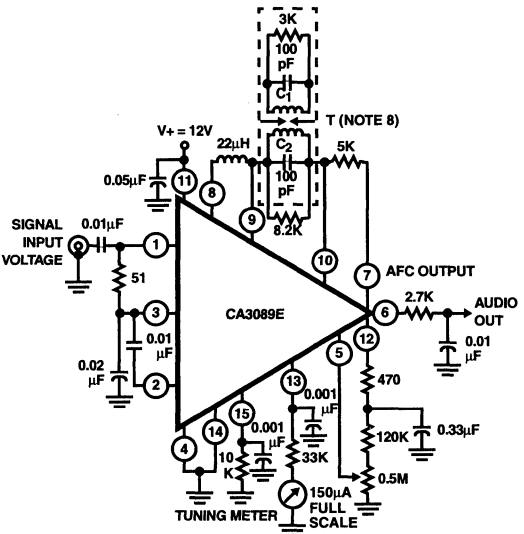 3K
100
pF
C1
T (NOTE 8)
V+ = 12V
22μH
C2
5K
0.05μF
11
8
100
pF
9
8.2K
0.01μF
SIGNAL
INPUT
VOLTAGE
1
10
7
AFC OUTPUT
51
3
CA3089E
6
2.7K
AUDIO
OUT
0.01
μF
12
5
0.01
μF
0.02
μF
2
13
470
0.001
μF
15
14
4
0.001
μF
120K
0.33μF
10
K
33K
0.5M
150μA
FULL
SCALE
TUNING METER